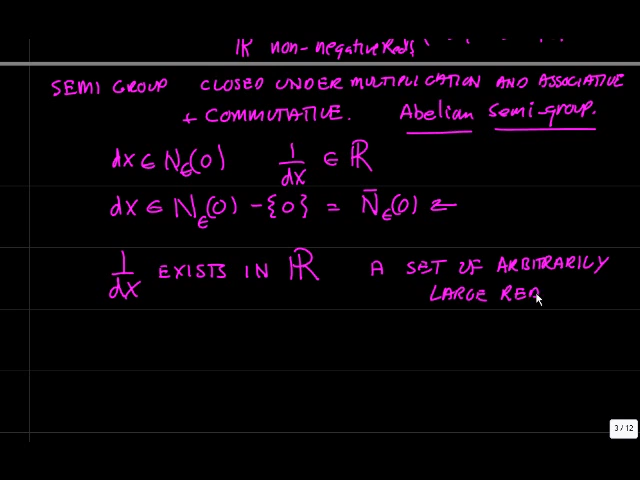 ℝ non-negative Reals
SEMI GROUP CLOSED UNDER MULTIPLICATION AND ASSOCIATIVE
+ COMMUTATIVE. Abelian Semi-group.
dx ∈ N_ϵ(0) 1/dx ∈ ℝ
dx ∈ N_ϵ(0) - {0} = N̄_ϵ(0) ←
1/dx EXISTS IN ℝ A SET OF ARBITRARILY
LARGE REA
3 / 12